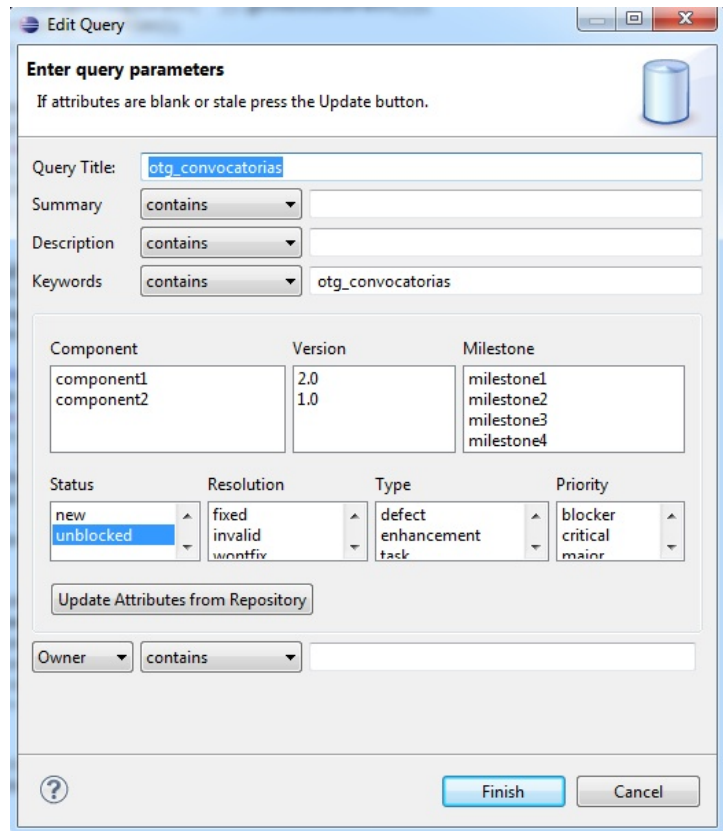 Edit Query
Enter query parameters
If attributes are blank or stale press the Update button.
Query Title: otg_convocatorias
Summary contains
Description contains
Keywords contains otg_convocatorias
Component Version Milestone
component1 2.0 milestone1
component2 1.0 milestone2
milestone3
milestone4
Status Resolution Type Priority
new fixed defect blocker
unblocked invalid enhancement critical
wontfix task major
Update Attributes from Repository
Owner contains
Finish Cancel